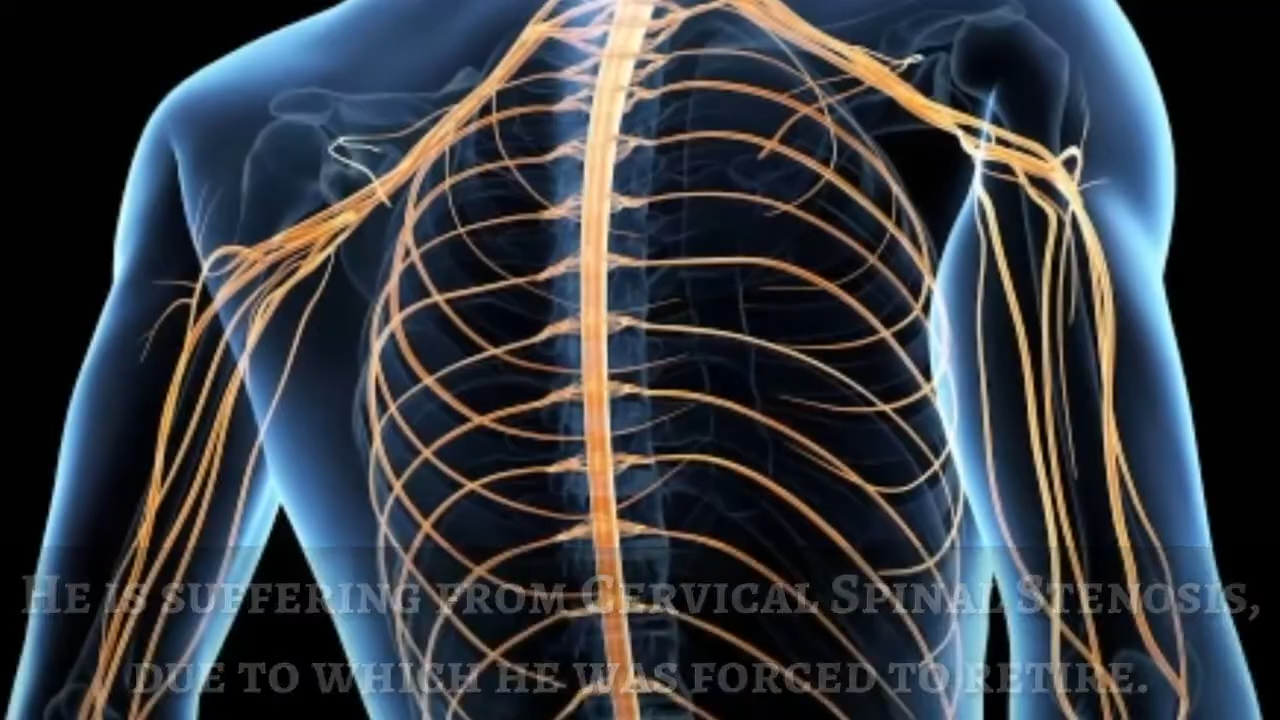 He is suffering from Cervical Spinal Stenosis,
due to which he was forced to retire.